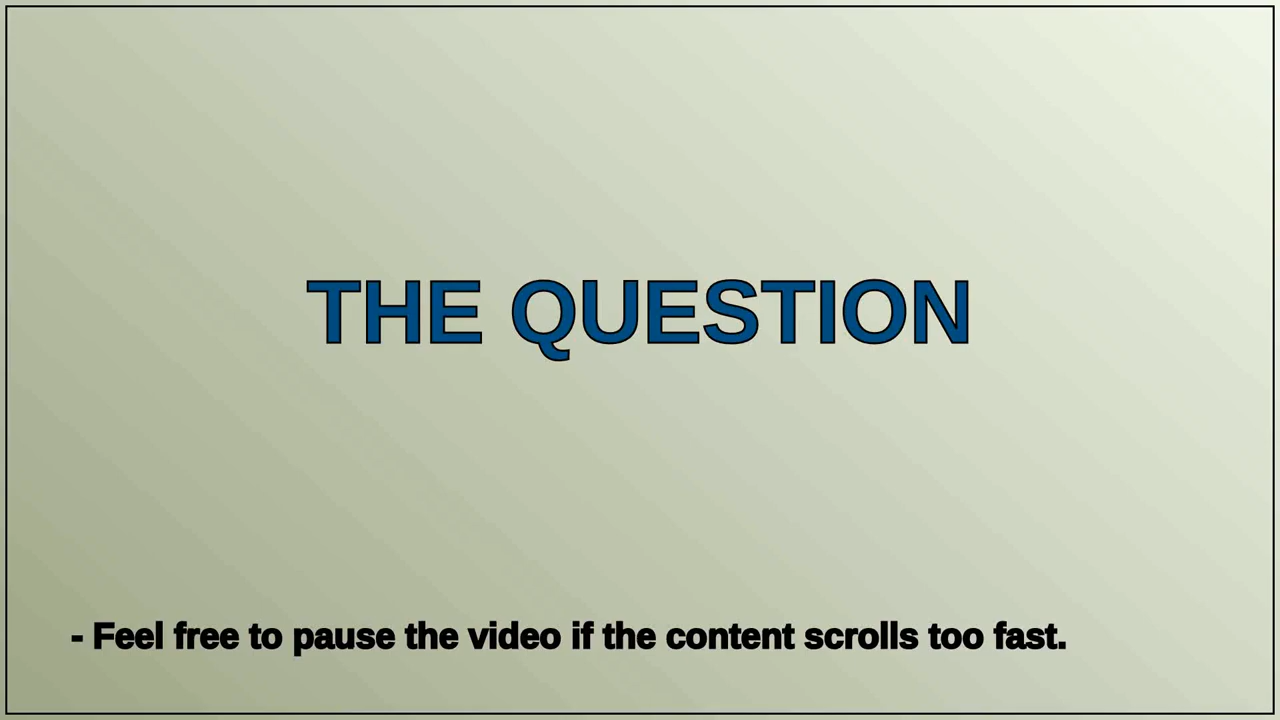 THE QUESTION
- Feel free to pause the video if the content scrolls too fast.